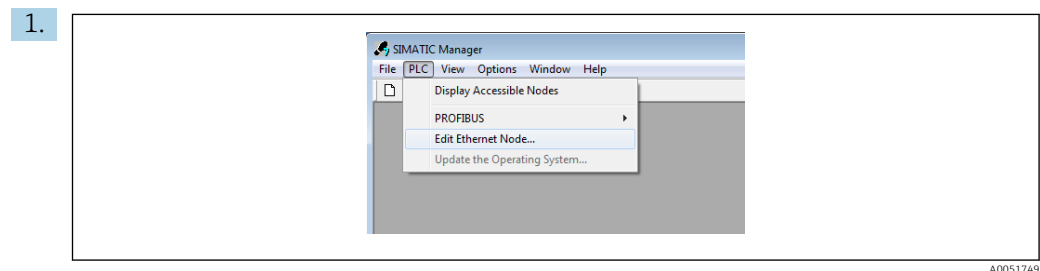 1.
SIMATIC Manager
File PLC View Options Window Help
Display Accessible Nodes
PROFIBUS
Edit Ethernet Node...
Update the Operating System...
A0051749